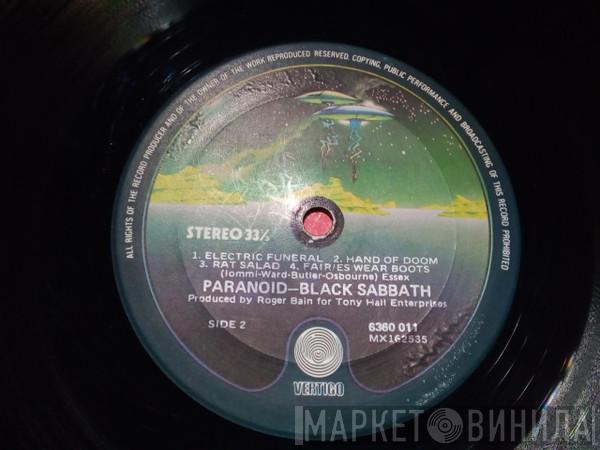 ALL RIGHTS OF THE RECORD PRODUCER AND OF THE OWNER OF THE WORK REPRODUCED RESERVED. COPYING, PUBLIC PERFORMANCE AND BROADCASTING OF THIS RECORD PROHIBITED
STEREO 33⅓
1. ELECTRIC FUNERAL 2. HAND OF DOOM
3. RAT SALAD 4. FAIRIES WEAR BOOTS
(Iommi-Ward-Butler-Osbourne) Essex
PARANOID—BLACK SABBATH
Produced by Roger Bain for Tony Hall Enterprises
SIDE 2
6360 011
MX162535
VERTIGO
МАРКЕТ ВИНИЛА